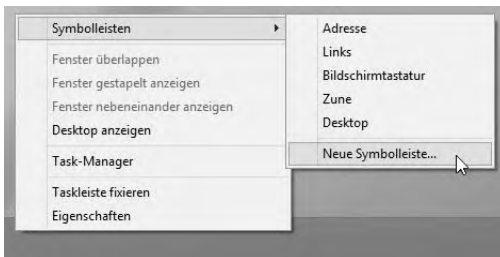 Symbolleisten
Fenster überlappen
Fenster gestapelt anzeigen
Fenster nebeneinander anzeigen
Desktop anzeigen
Task-Manager
Taskleiste fixieren
Eigenschaften
Adresse
Links
Bildschirmtastatur
Zune
Desktop
Neue Symbolleiste...